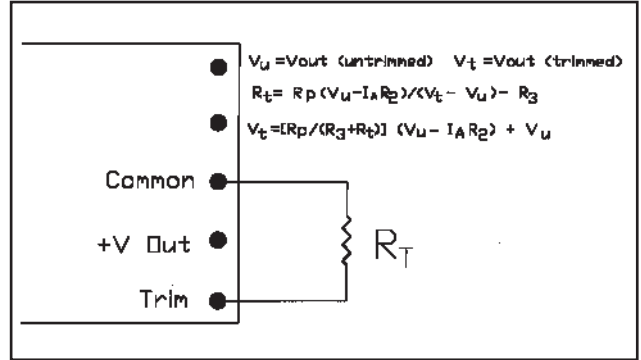 Vu =Vout (untrimmed) Vt =Vout (trimmed)
Rt= Rp (Vu-IAR2)/(Vt- Vu)- R3
Vt=[Rp/(R3+Rt)] (Vu- IAR2) + Vu
Common
+V Out
RT
Trim